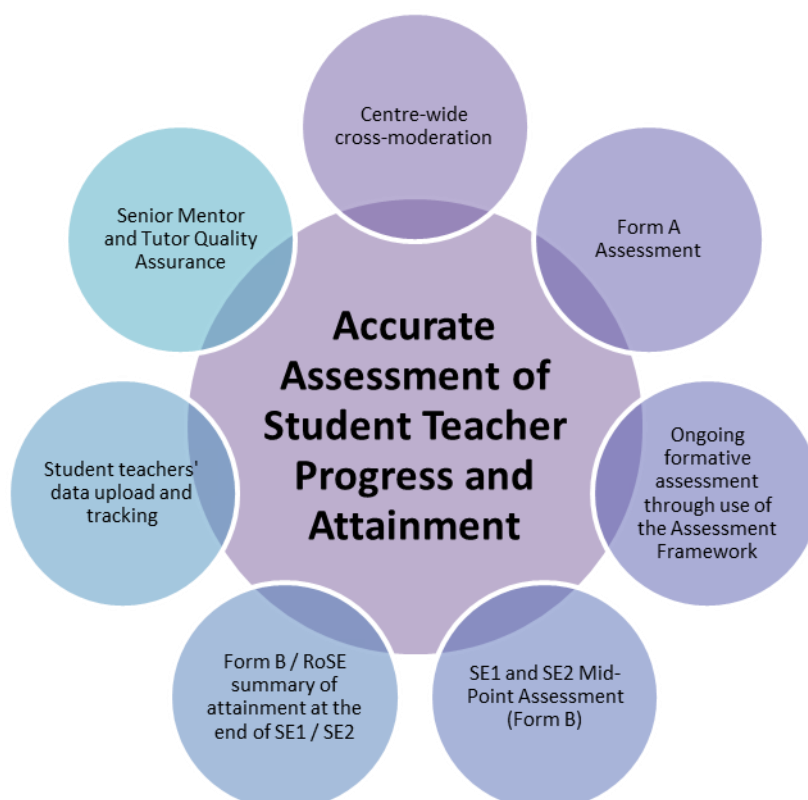 Centre-wide
cross-moderation
Form A
Assessment
Ongoing
formative
assessment
through use of
the Assessment
Framework
SE1 and SE2 Mid-
Point Assessment
(Form B)
Form B / RoSE
summary of
attainment at the
end of SE1 / SE2
Student teachers'
data upload and
tracking
Senior Mentor
and Tutor Quality
Assurance
Accurate
Assessment of
Student Teacher
Progress and
Attainment